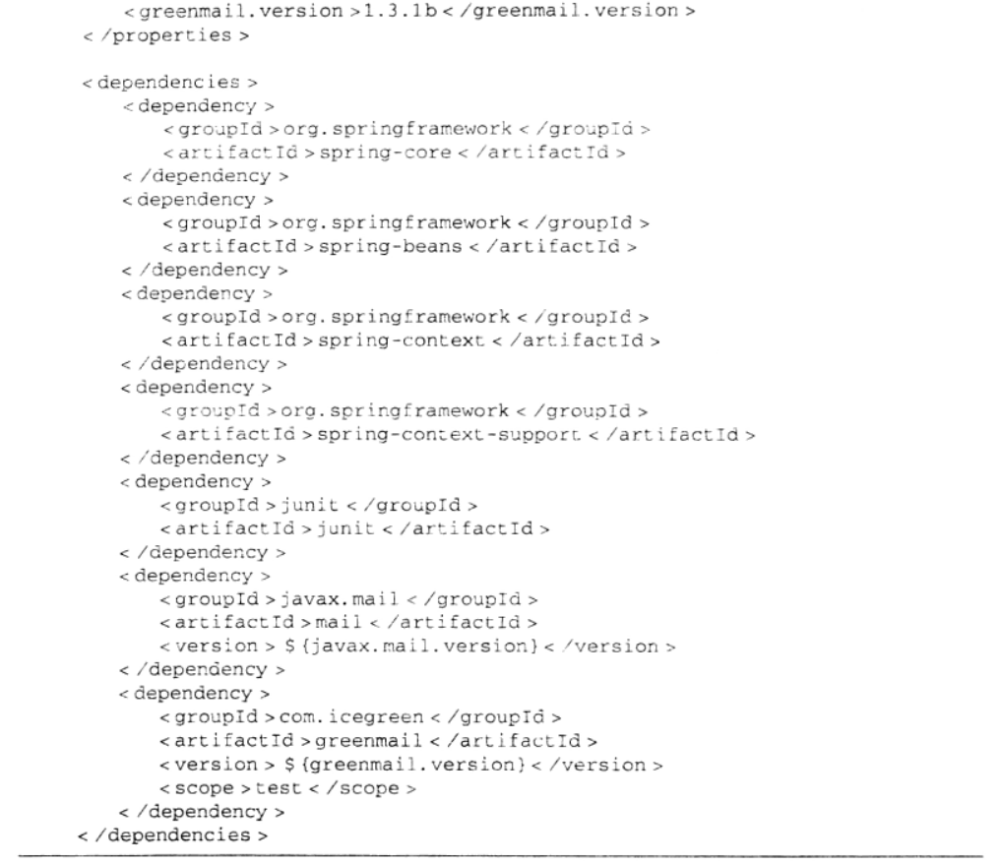 <greenmail.version>1.3.1b</greenmail.version>
</properties>
<dependencies>
<dependency>
<groupId>org.springframework</groupId>
<artifactId>spring-core</artifactId>
</dependency>
<dependency>
<groupId>org.springframework</groupId>
<artifactId>spring-beans</artifactId>
</dependency>
<dependency>
<groupId>org.springframework</groupId>
<artifactId>spring-context</artifactId>
</dependency>
<dependency>
<groupId>org.springframework</groupId>
<artifactId>spring-context-support</artifactId>
</dependency>
<dependency>
<groupId>junit</groupId>
<artifactId>junit</artifactId>
</dependency>
<dependency>
<groupId>javax.mail</groupId>
<artifactId>mail</artifactId>
<version>${javax.mail.version}</version>
</dependency>
<dependency>
<groupId>com.icegreen</groupId>
<artifactId>greenmail</artifactId>
<version>${greenmail.version}</version>
<scope>test</scope>
</dependency>
</dependencies>